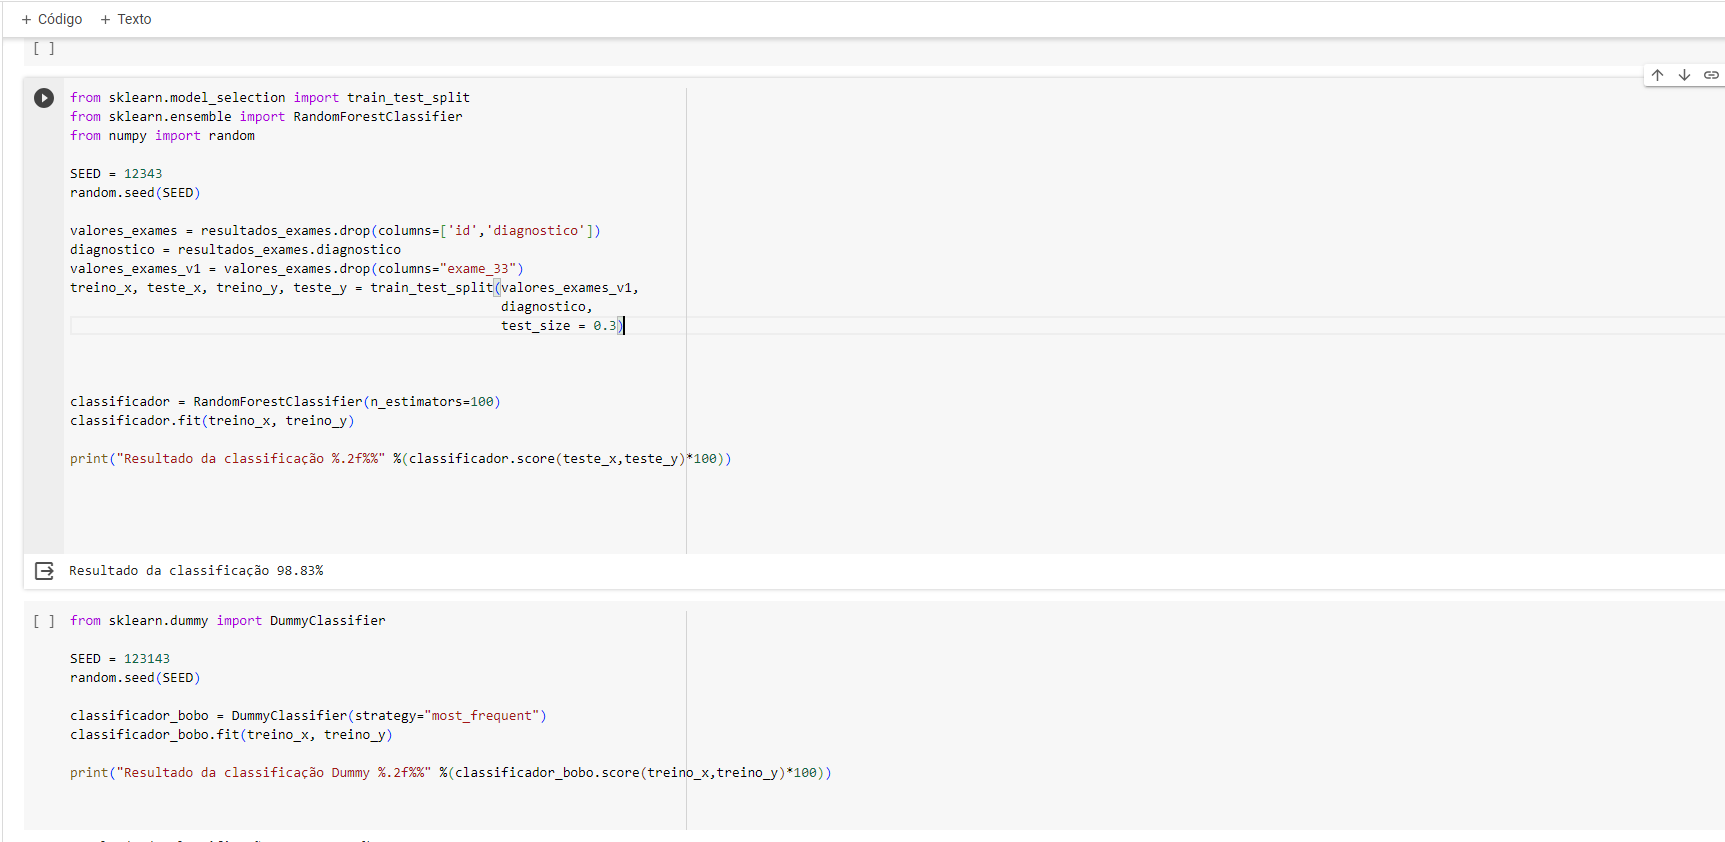 + Código + Texto
[ ]
from sklearn.model_selection import train_test_split
from sklearn.ensemble import RandomForestClassifier
from numpy import random
SEED = 12343
random.seed(SEED)
valores_exames = resultados_exames.drop(columns=['id','diagnostico'])
diagnostico = resultados_exames.diagnostico
valores_exames_v1 = valores_exames.drop(columns="exame_33")
treino_x, teste_x, treino_y, teste_y = train_test_split(valores_exames_v1,
diagnostico,
test_size = 0.3)
classificador = RandomForestClassifier(n_estimators=100)
classificador.fit(treino_x, treino_y)
print("Resultado da classificação %.2f%%" %(classificador.score(teste_x,teste_y)*100))
Resultado da classificação 98.83%
[ ] from sklearn.dummy import DummyClassifier
SEED = 123143
random.seed(SEED)
classificador_bobo = DummyClassifier(strategy="most_frequent")
classificador_bobo.fit(treino_x, treino_y)
print("Resultado da classificação Dummy %.2f%%" %(classificador_bobo.score(treino_x,treino_y)*100))